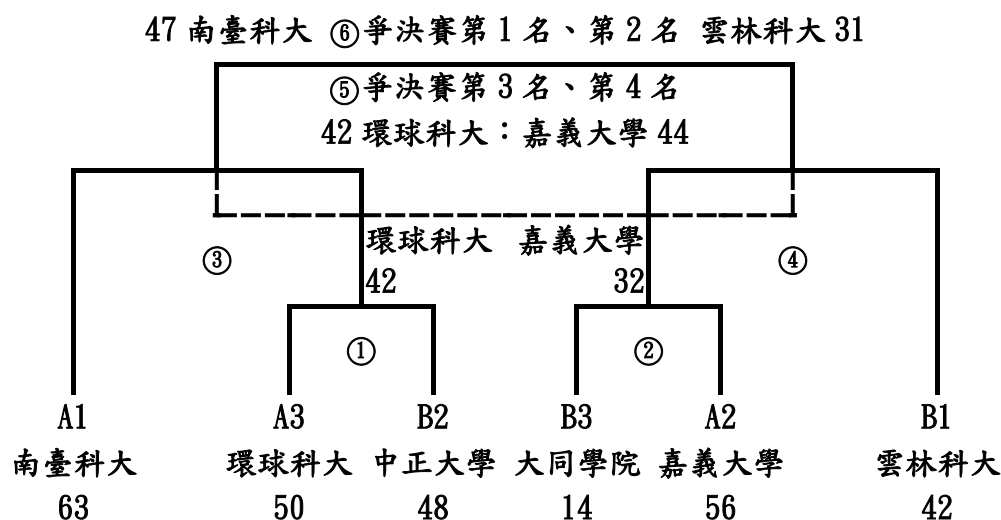 47 南臺科大 ⑥爭決賽第 1 名、第 2 名 雲林科大 31
⑤爭決賽第 3 名、第 4 名
42 環球科大：嘉義大學 44
環球科大 嘉義大學
③ ④
42 32
① ②
A1 A3 B2 B3 A2 B1
南臺科大 環球科大 中正大學 大同學院 嘉義大學 雲林科大
63 50 48 14 56 42